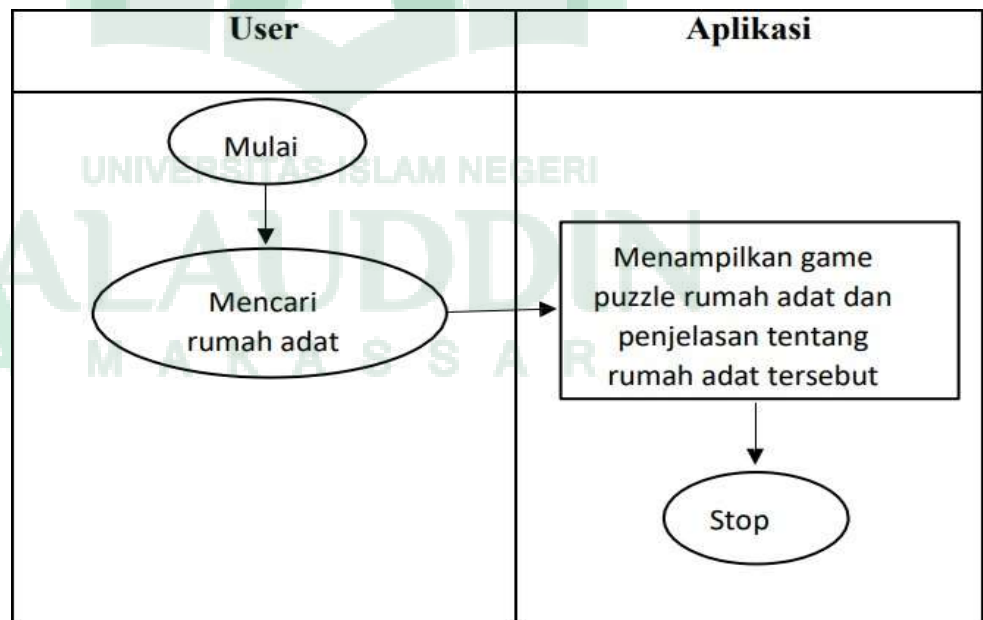 User
Aplikasi
Mulai
UNIVERSITAS ISLAM NEGERI
ALAUDDIN
MAKASSAR
Mencari
rumah adat
Menampilkan game
puzzle rumah adat dan
penjelasan tentang
rumah adat tersebut
Stop